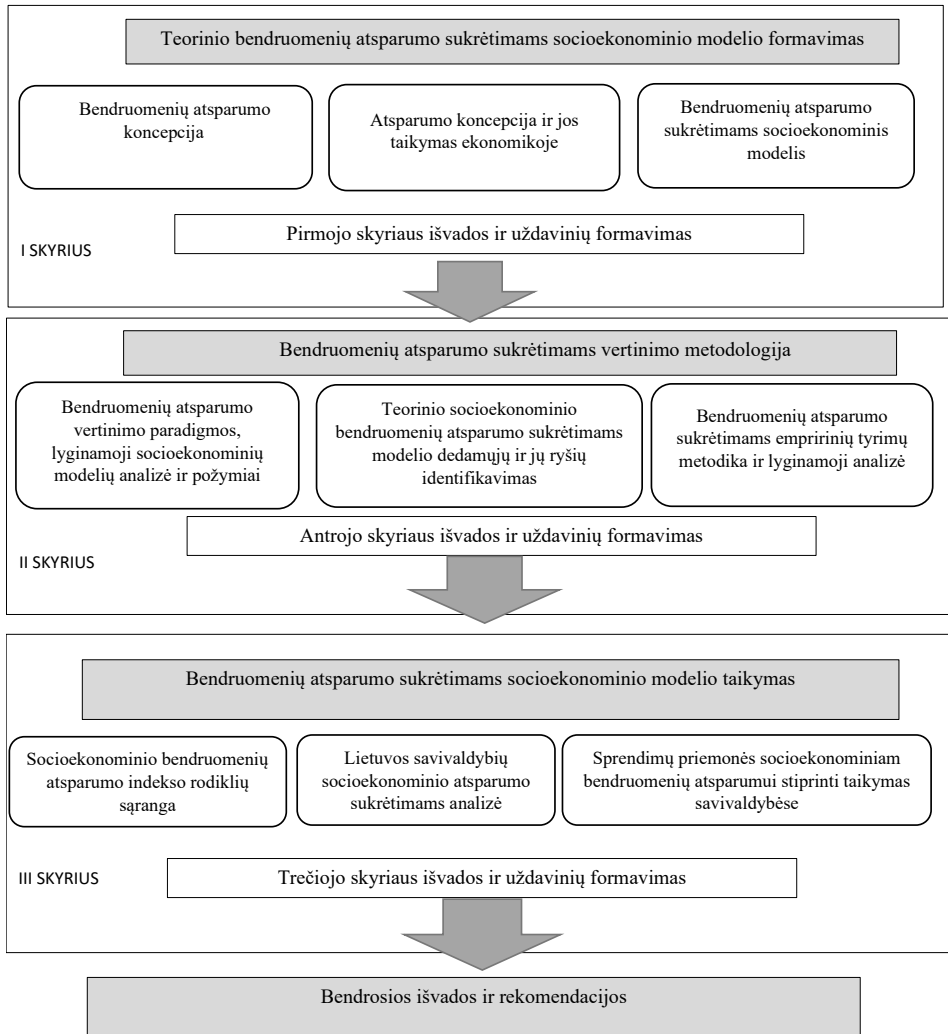 Teorinio bendruomenių atsparumo sukrėtimams socioekonominio modelio formavimas
Bendruomenių atsparumo
koncepcija
Atsparumo koncepcija ir jos
taikymas ekonomikoje
Bendruomenių atsparumo
sukrėtimams socioekonominis
modelis
Pirmojo skyriaus išvados ir uždavinių formavimas
I SKYRIUS
Bendruomenių atsparumo sukrėtimams vertinimo metodologija
Bendruomenių atsparumo
vertinimo paradigmos,
lyginamoji socioekonominių
modelių analizė ir požymiai
Teorinio socioekonominio
bendruomenių atsparumo sukrėtimams
modelio dedamųjų ir jų ryšių
identifikavimas
Bendruomenių atsparumo
sukrėtimams empririnių tyrimų
metodika ir lyginamoji analizė
Antrojo skyriaus išvados ir uždavinių formavimas
II SKYRIUS
Bendruomenių atsparumo sukrėtimams socioekonominio modelio taikymas
Socioekonominio bendruomenių
atsparumo indekso rodiklių
sąranga
Lietuvos savivaldybių
socioekonominio atsparumo
sukrėtimams analizė
Sprendimų priemonės socioekonominiam
bendruomenių atsparumui stiprinti taikymas
savivaldybėse
III SKYRIUS
Trečiojo skyriaus išvados ir uždavinių formavimas
Bendrosios išvados ir rekomendacijos